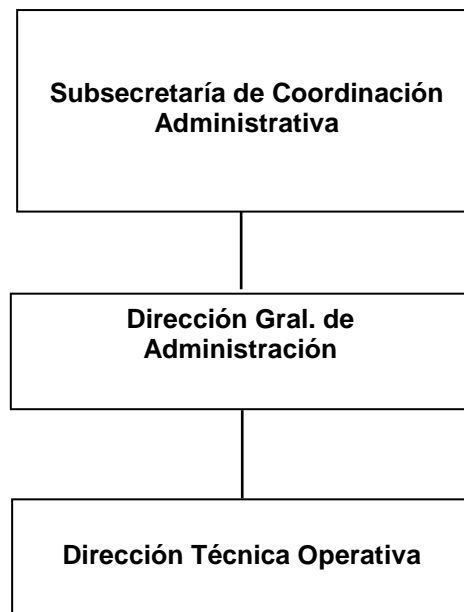 Subsecretaría de Coordinación
Administrativa
Dirección Gral. de
Administración
Dirección Técnica Operativa